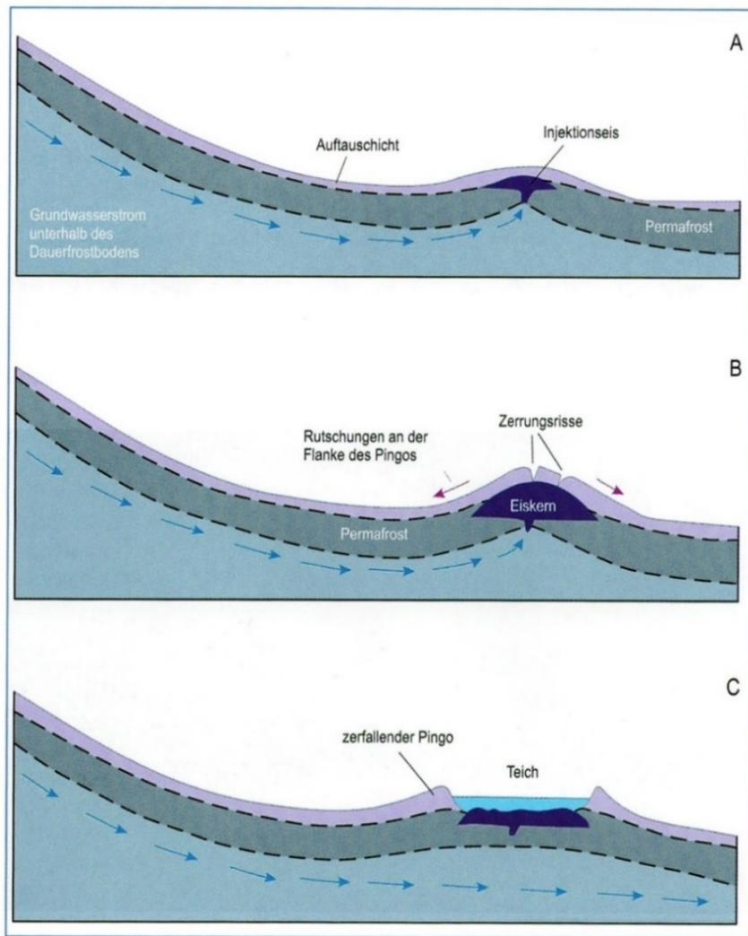 A
Auftauschicht
Injektionseis
Grundwasserstrom
unterhalb des
Dauerfrostbodens
Permafrost
B
Rutschungen an der
Flanke des Pingos
Zerrungsrisse
Eiskern
Permafrost
C
zerfallender Pingo
Teich